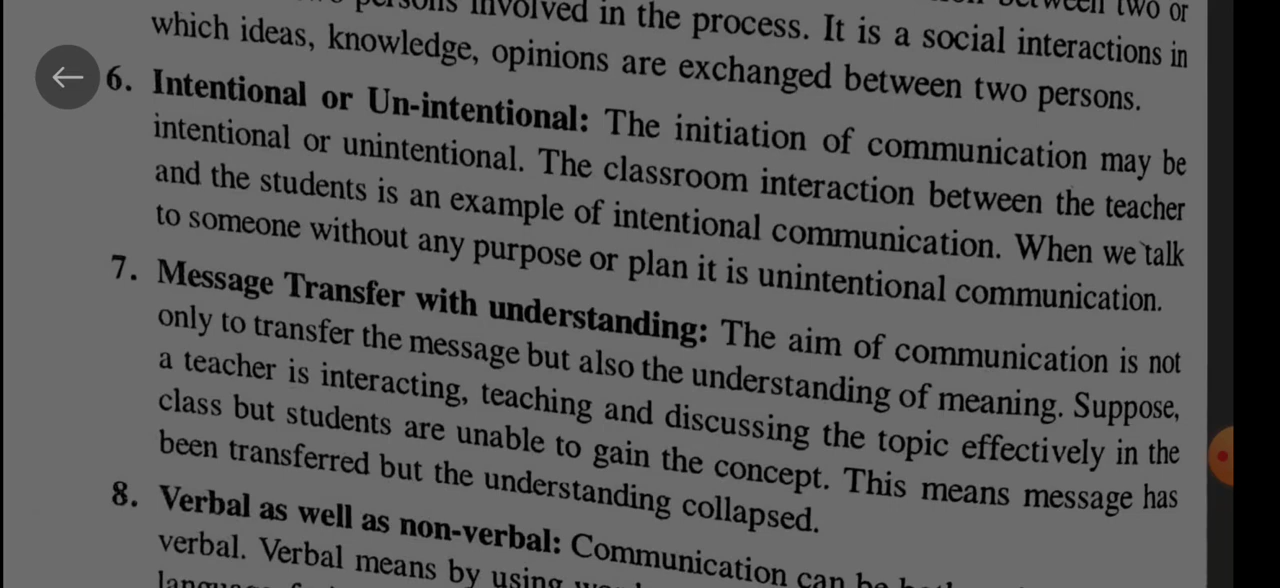 two or
persons involved in the process. It is a social interactions in
which ideas, knowledge, opinions are exchanged between two persons.
6. Intentional or Un-intentional: The initiation of communication may be
intentional or unintentional. The classroom interaction between the teacher
and the students is an example of intentional communication. When we talk
to someone without any purpose or plan it is unintentional communication.
7. Message Transfer with understanding: The aim of communication is not
only to transfer the message but also the understanding of meaning. Suppose,
a teacher is interacting, teaching and discussing the topic effectively in the
class but students are unable to gain the concept. This means message has
been transferred but the understanding collapsed.
8. Verbal as well as non-verbal: Communication can be
verbal. Verbal means by using